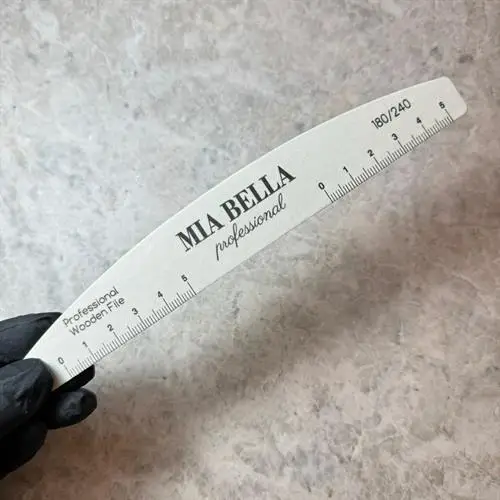 MIA BELLA
professional
180/240
Professional
Wooden File
0 1 2 3 4 5
0 1 2 3 4 5